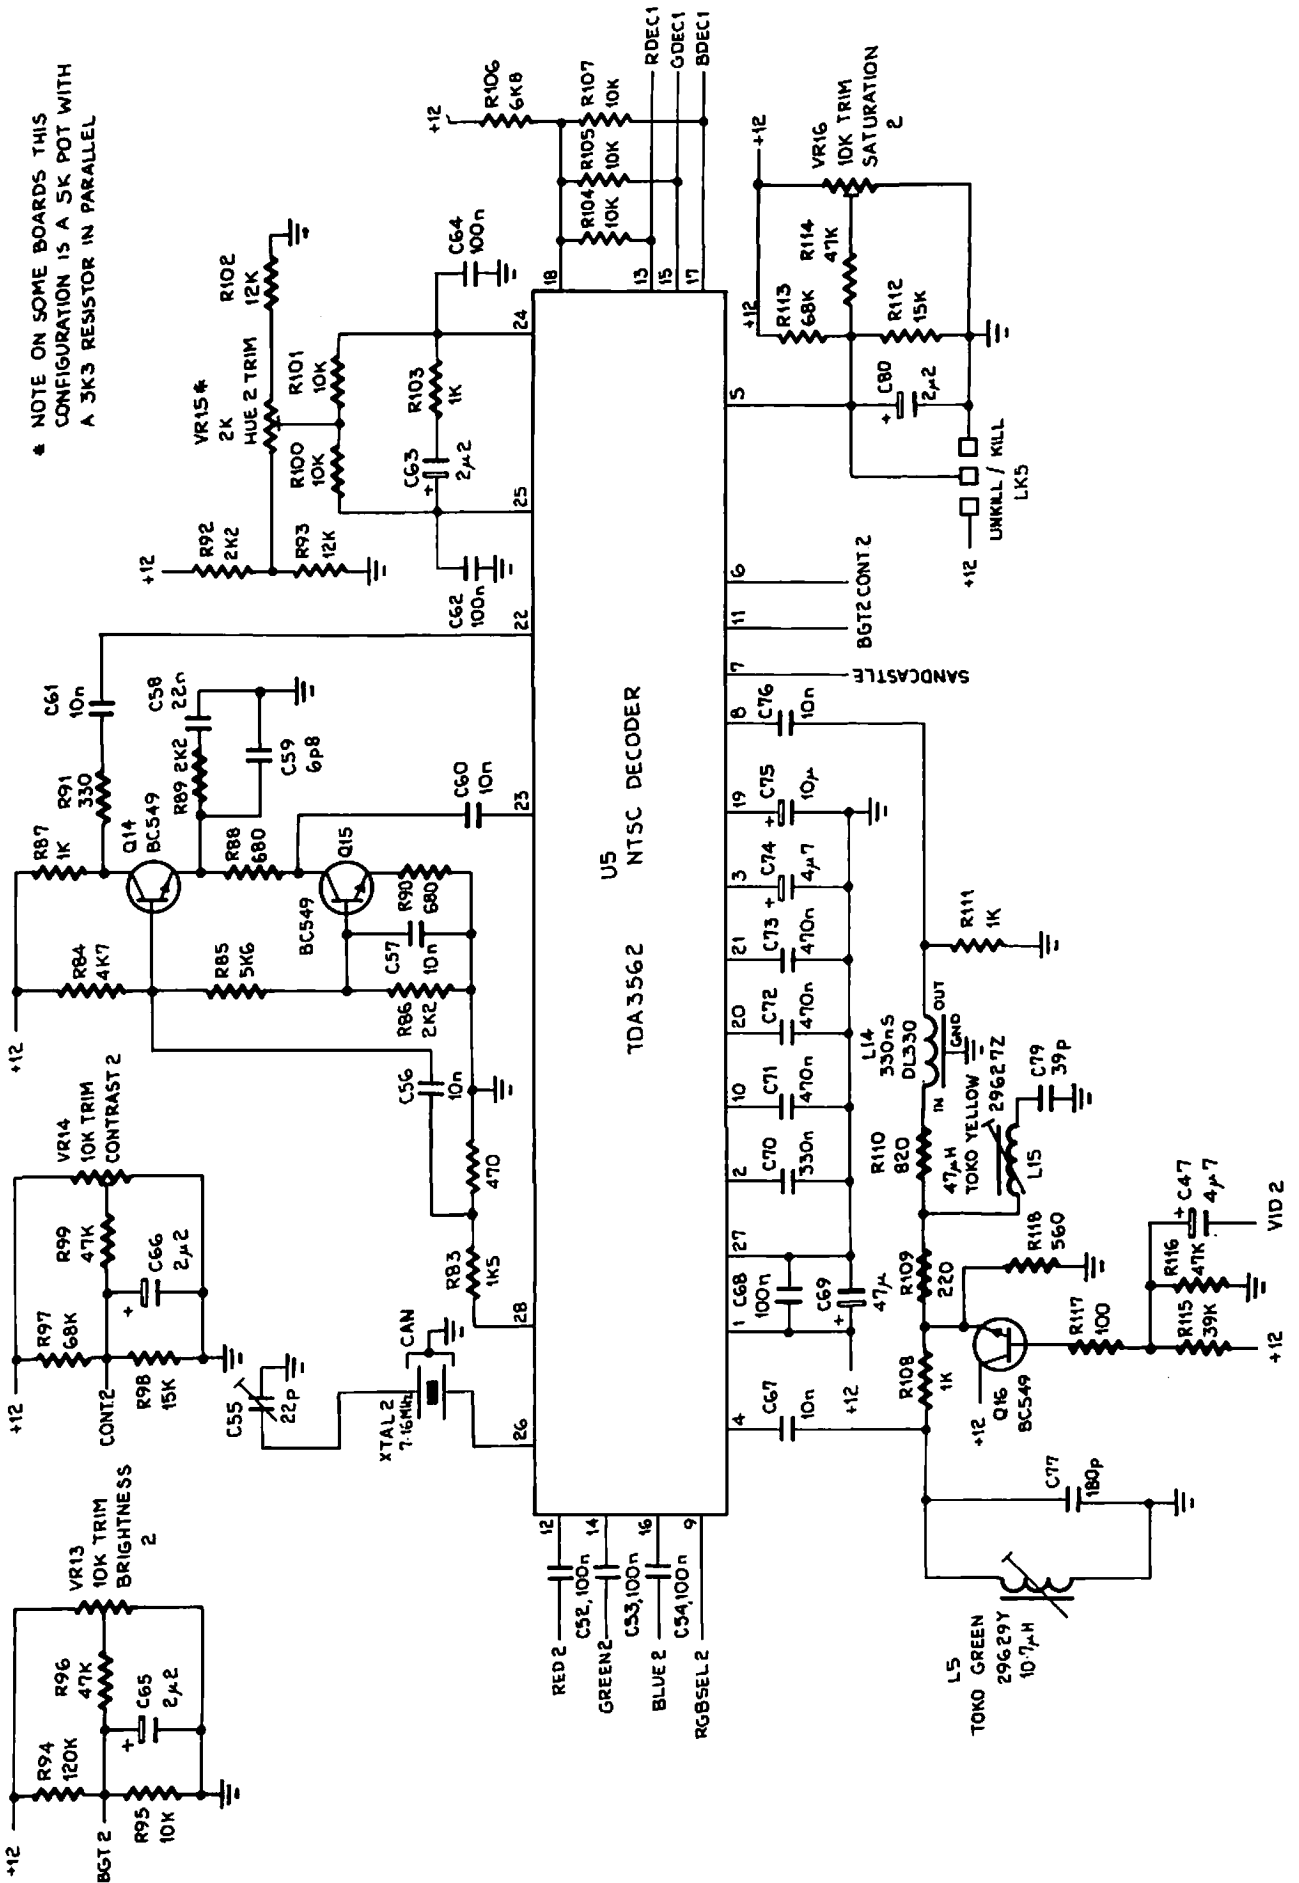 * NOTE ON SOME BOARDS THIS
CONFIGURATION IS A 5K POT WITH
A 3K3 RESISTOR IN PARALLEL
+12
R94
120K
BGT 2
R95
10K
R96
47K
C65
+
2µ2
VR13
10K TRIM
BRIGHTNESS
2
+12
R97
68K
CONT.2
R98
15K
R99
47K
C66
+
2µ2
VR14
10K TRIM
CONTRAST 2
C55
22p
XTAL 2
7·16MHz
CAN
R83
1K5
470
C56
10n
+12
R84
4K7
R85
5K6
R86
2K2
C57
10n
R90
680
BC549
Q15
R87
1K
Q14
BC549
R88
680
R89 2K2
C58
22n
C59
6p8
C60
10n
R91
330
C61
10n
+12
R92
2K2
R93
12K
VR15*
2K
HUE 2 TRIM
R102
12K
R100
10K
R101
10K
C63
+
2µ2
R103
1K
C62
100n
C64
100n
+12
R106
6K8
R104
10K
R105
10K
R107
10K
RDEC1
GDEC1
BDEC1
26
28
23
22
25
24
12
14
16
9
18
13
15
17
RED 2
C52,100n
GREEN2
C53,100n
BLUE 2
C54,100n
RGBSEL 2
U5
TDA3562 NTSC DECODER
4
1
27
2
10
20
21
3
19
8
7
11
6
5
C67
10n
+12
C68
100n
C69
+
47µ
C70
330n
C71
470n
C72
470n
C73
470n
C74
+
4µ7
C75
+
10µ
C76
10n
SANDCASTLE
BGT2
CONT 2
+12
UNKILL / KILL
LK5
C80
+
2µ2
+12
R113
68K
R112
15K
R114
47K
+12
VR16
10K TRIM
SATURATION
2
L5
TOKO GREEN
29629Y
10·7µH
C77
180p
R108
1K
+12
Q16
BC549
R109
220
R118
560
R117
100
R115
39K
+12
R116
47K
C47
+
4µ7
VID 2
R110
820
47µH
TOKO YELLOW
29627Z
L15
C79
39p
L14
330nS
DL330
IN
OUT
GND
R111
1K